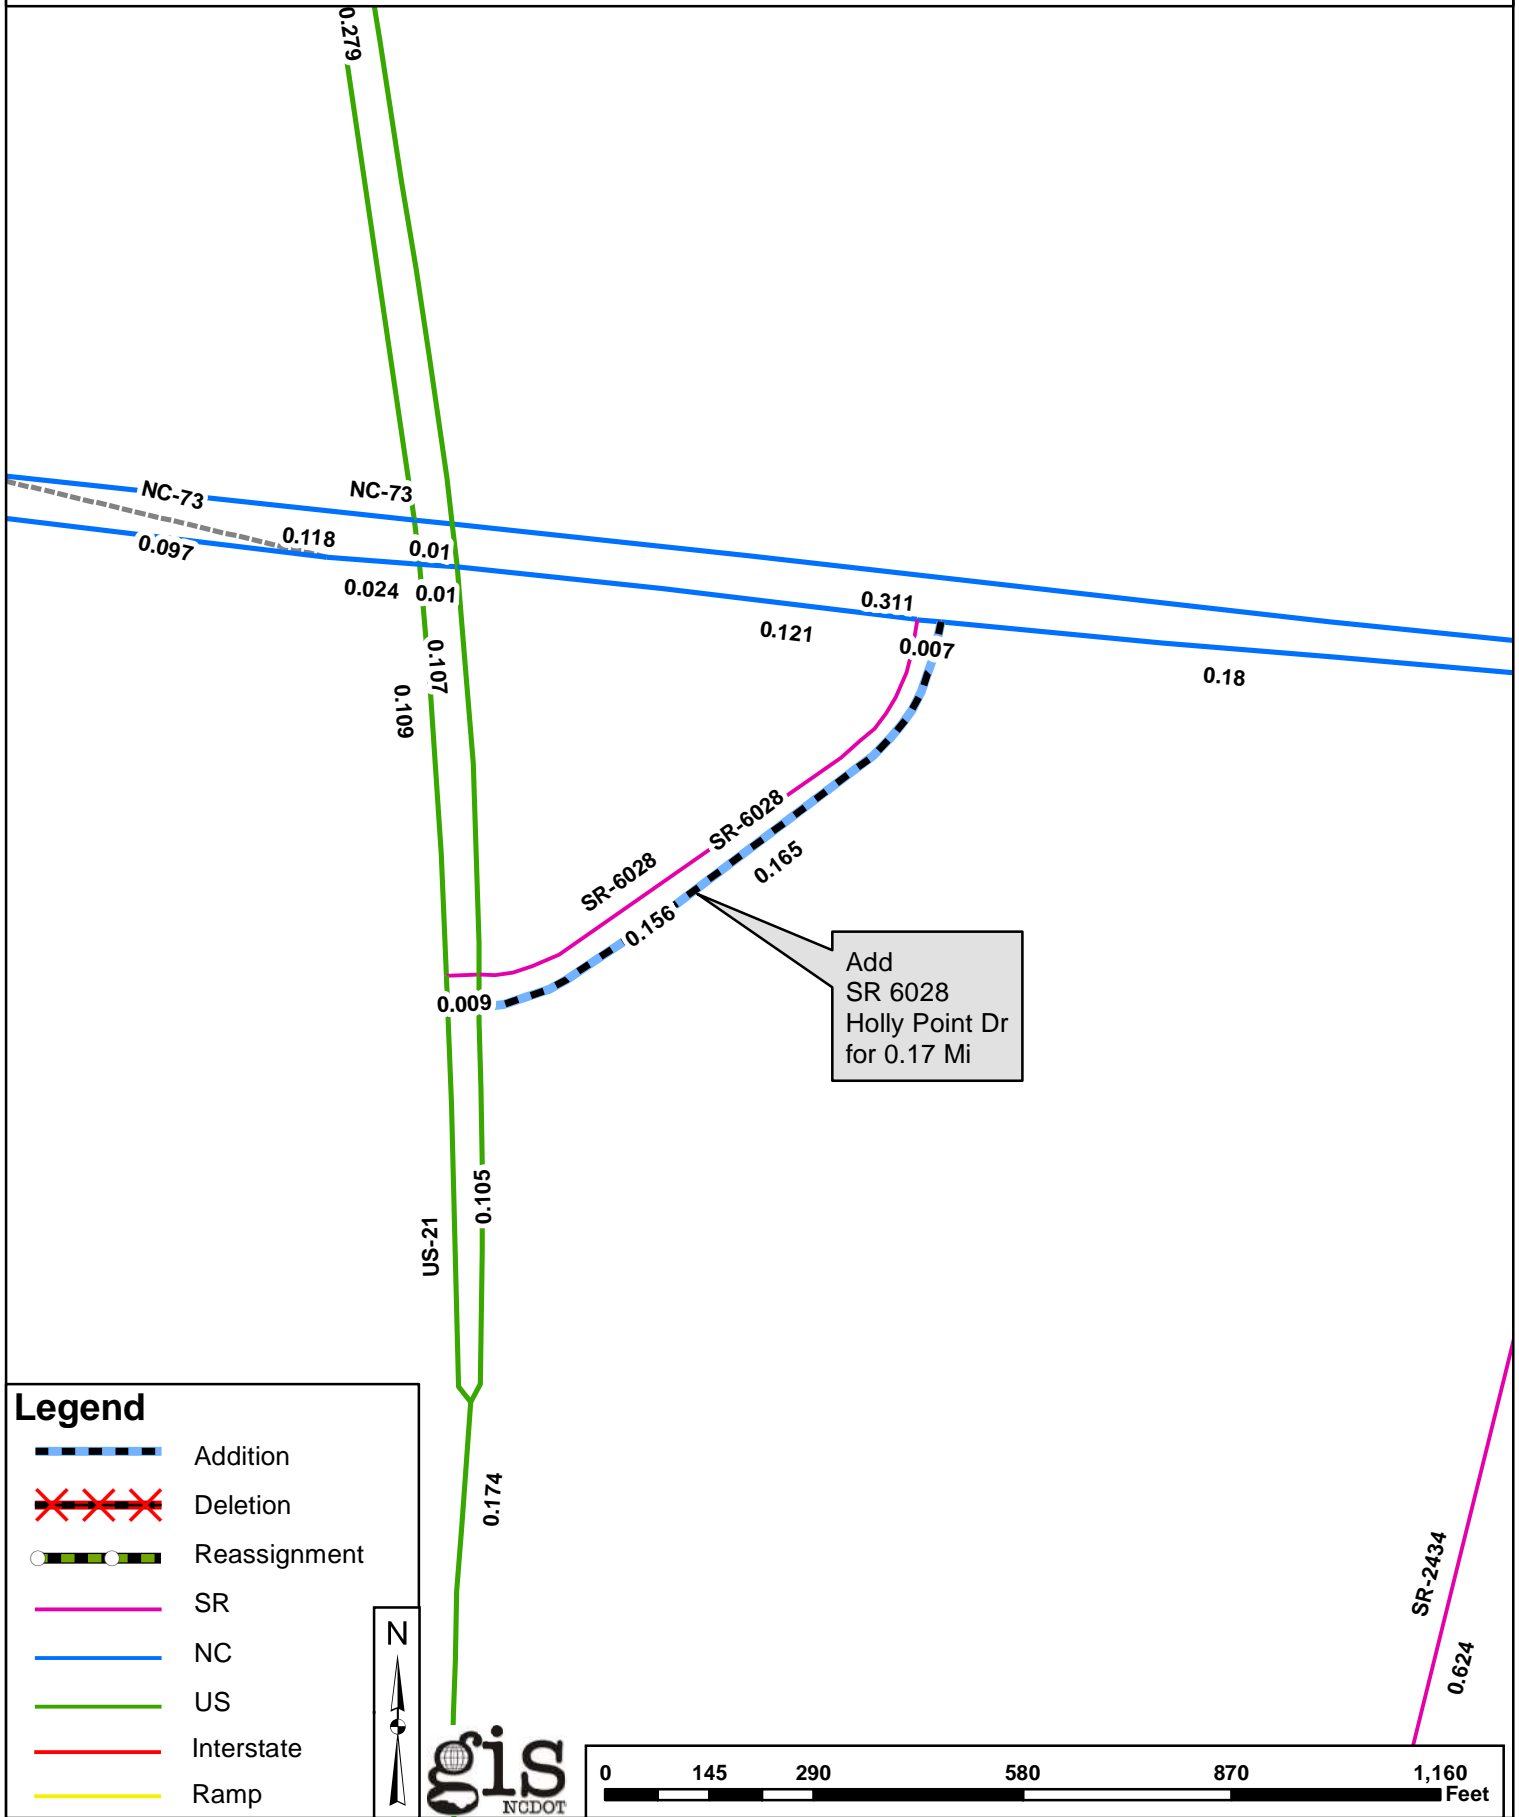 0.279
NC-73
NC-73
0.118
0.01
0.097
0.024
0.01
0.311
0.121
0.007
0.18
0.107
0.109
SR-6028
SR-6028
0.165
0.156
0.009
Add
SR 6028
Holly Point Dr
for 0.17 Mi
0.105
US-21
0.174
SR-2434
0.624
Legend
Addition
Deletion
Reassignment
SR
NC
US
Interstate
Ramp
N
gis
NCDOT
0 145 290 580 870 1,160
Feet